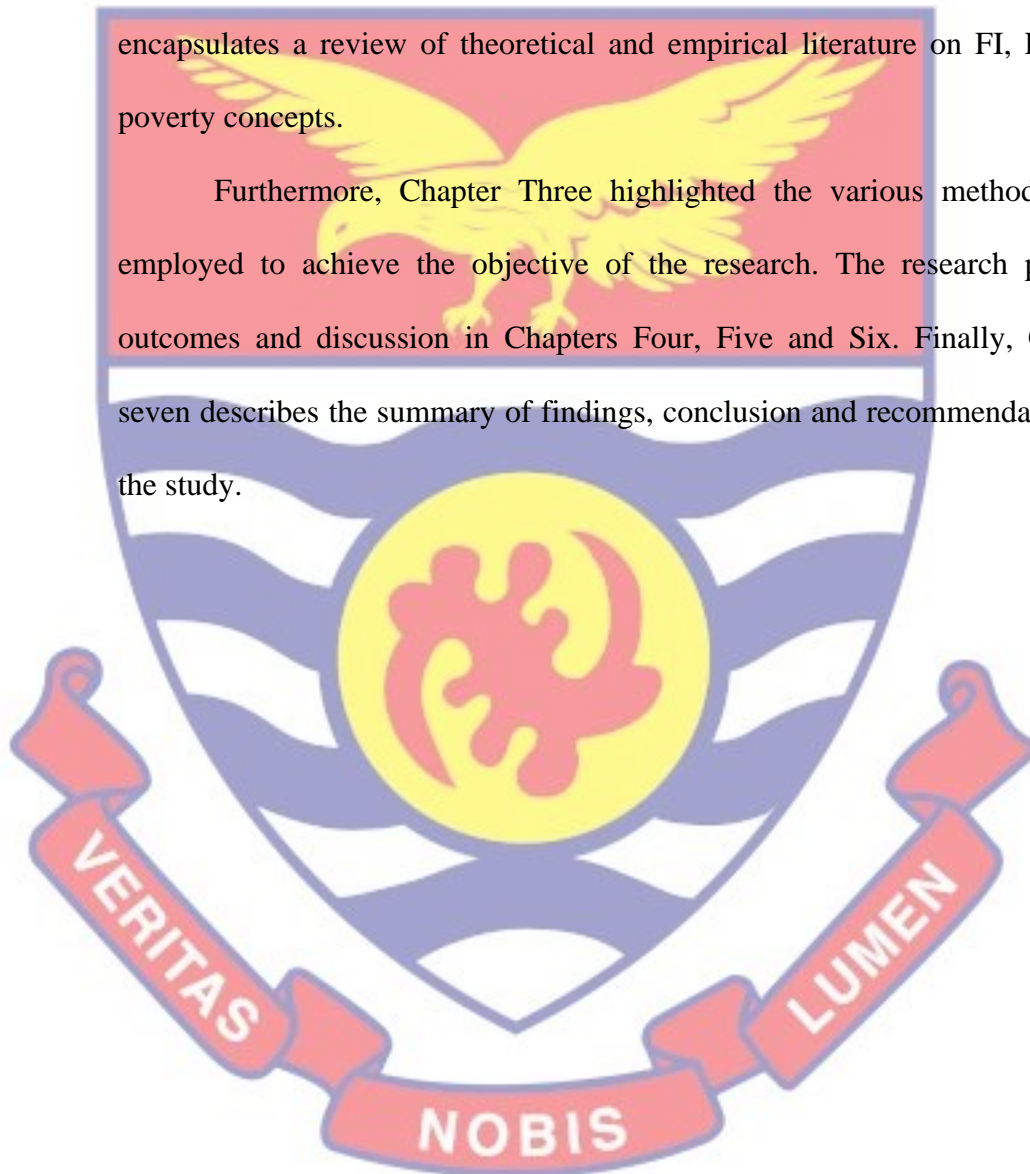 encapsulates a review of theoretical and empirical literature on FI,
poverty concepts.
Furthermore, Chapter Three highlighted the various method
employed to achieve the objective of the research. The research
outcomes and discussion in Chapters Four, Five and Six. Finally,
seven describes the summary of findings, conclusion and
the study.
VERITAS
NOBIS
LUMEN